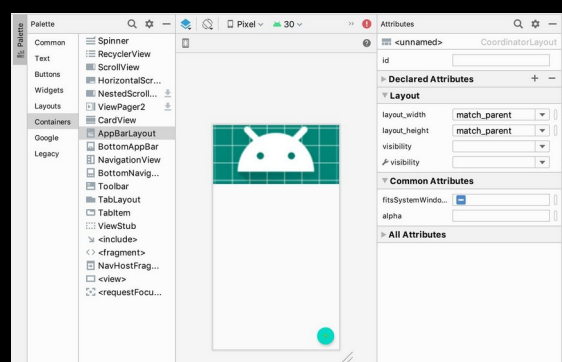 Palette
Palette
Common
Text
Buttons
Widgets
Layouts
Containers
Google
Legacy
Spinner
RecyclerView
ScrollView
HorizontalScr...
NestedScroll...
ViewPager2
CardView
AppBarLayout
BottomAppBar
NavigationView
BottomNavig...
Toolbar
TabLayout
TabItem
ViewStub
<include>
<fragment>
NavHostFrag...
<view>
<requestFocu...
Pixel
30
Attributes
<unnamed>
CoordinatorLayout
id
Declared Attributes
Layout
layout_width match_parent
layout_height match_parent
visibility
visibility
Common Attributes
fitsSystemWindo...
alpha
All Attributes